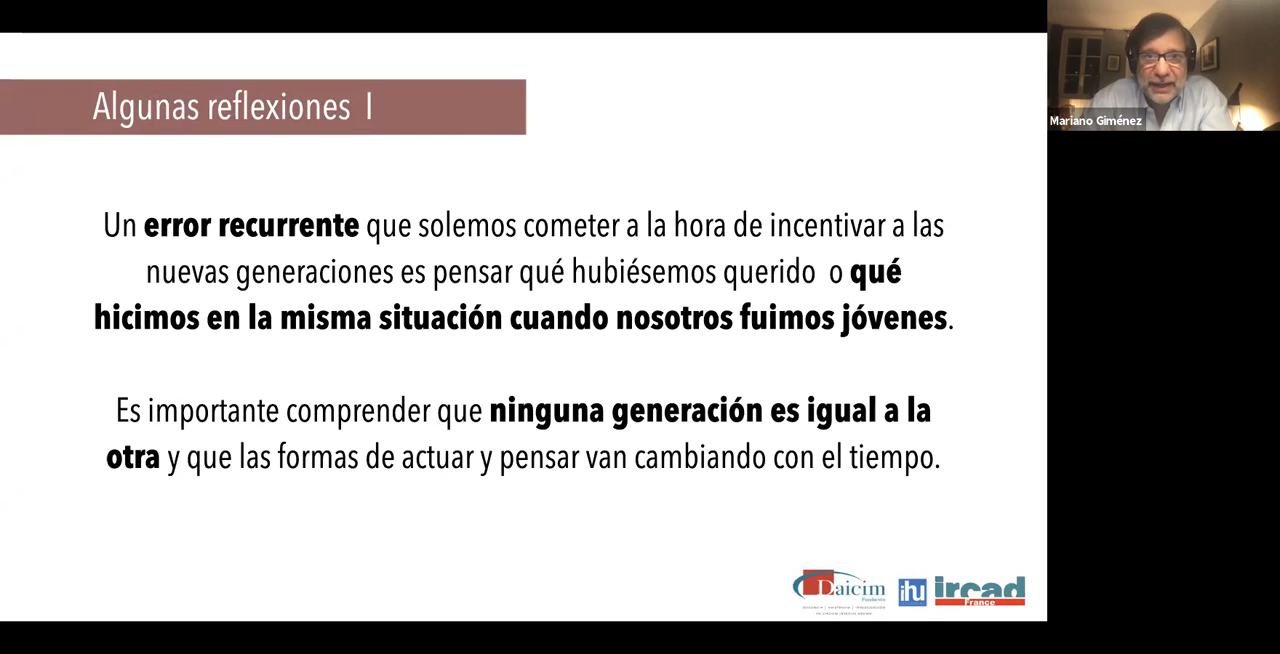 Algunas reflexiones I
Mariano Giménez
Un error recurrente que solemos cometer a la hora de incentivar a las
nuevas generaciones es pensar qué hubiésemos querido o qué
hicimos en la misma situación cuando nosotros fuimos jóvenes.
Es importante comprender que ninguna generación es igual a la
otra y que las formas de actuar y pensar van cambiando con el tiempo.
Daicim
Fundación
ihu
ircad
France